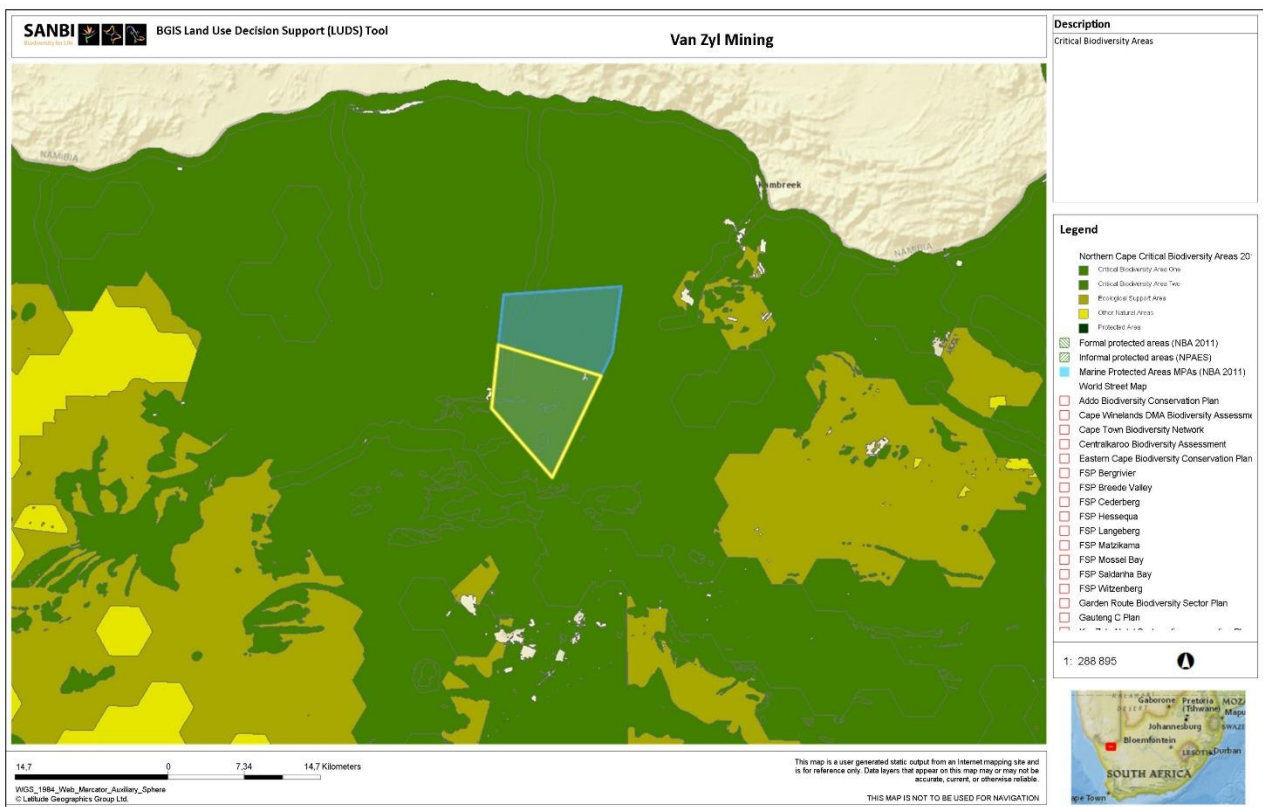 SANBI
Biodiversity for Life
BGIS Land Use Decision Support (LUDS) Tool
Van Zyl Mining
Description
Critical Biodiversity Areas
NAMIBIA
Kambreek
NAMIBIA
Legend
Northern Cape Critical Biodiversity Areas 20
Critical Biodiversity Area One
Critical Biodiversity Area Two
Ecological Support Area
Other Natural Areas
Protected Area
Formal protected areas (NBA 2011)
Informal protected areas (NPAES)
Marine Protected Areas MPAs (NBA 2011)
World Street Map
Addo Biodiversity Conservation Plan
Cape Winelands DMA Biodiversity Assessme
Cape Town Biodiversity Network
Centralkaroo Biodiversity Assessment
Eastern Cape Biodiversity Conservation Plan
FSP Bergrivier
FSP Breede Valley
FSP Cederberg
FSP Hessequa
FSP Langeberg
FSP Matzikama
FSP Mossel Bay
FSP Saldanha Bay
FSP Witzenberg
Garden Route Biodiversity Sector Plan
Gauteng C Plan
1: 288 895
Gaborone Pretoria MOZ
DESERT (Tshwane) Mapu
Johannesburg SWAZ
Bloemfontein
LESOTHO Durban
SOUTH AFRICA
ape Town
14,7 0 7,34 14,7 Kilometers
WGS_1984_Web_Mercator_Auxiliary_Sphere
© Latitude Geographics Group Ltd.
This map is a user generated static output from an Internet mapping site and
is for reference only. Data layers that appear on this map may or may not be
accurate, current, or otherwise reliable.
THIS MAP IS NOT TO BE USED FOR NAVIGATION